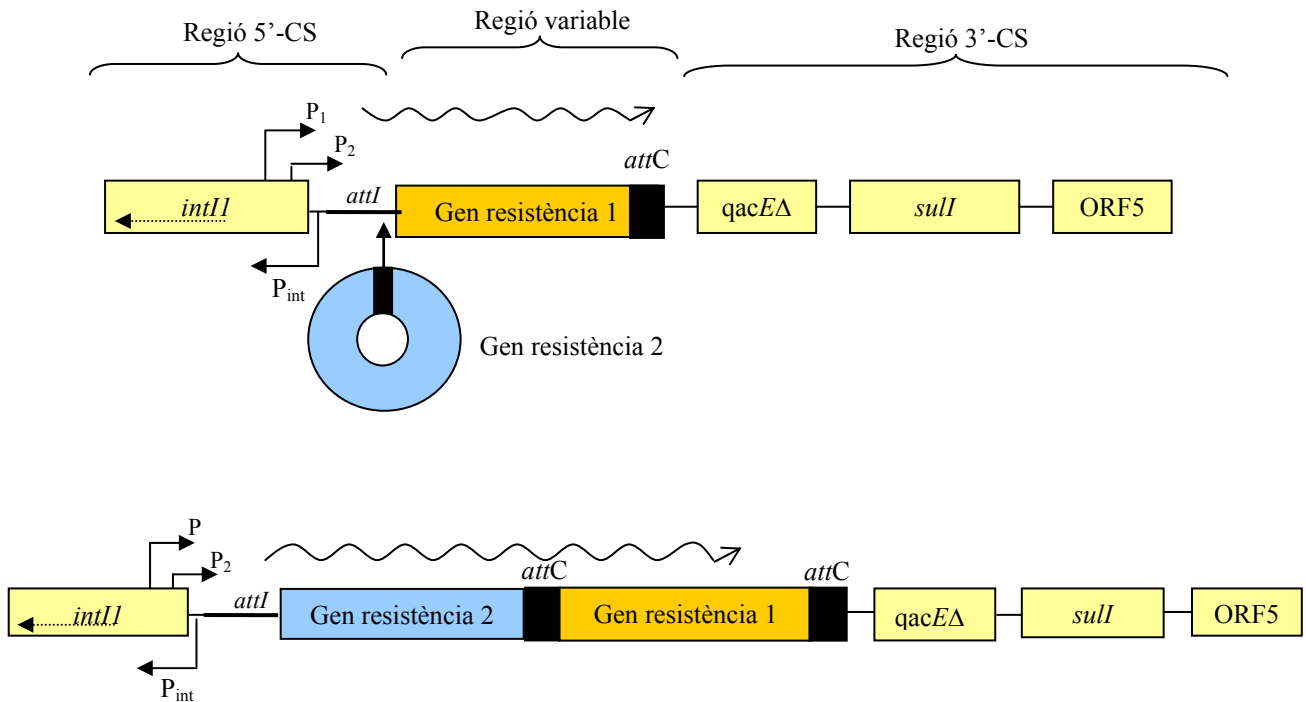 Regió 5’-CS
Regió variable
Regió 3’-CS
P1
P2
attI
attC
intI1
Gen resistència 1
qacEΔ
sulI
ORF5
Pint
Gen resistència 2
P
P2
attI
attC
attC
intI1
Gen resistència 2
Gen resistència 1
qacEΔ
sulI
ORF5
Pint